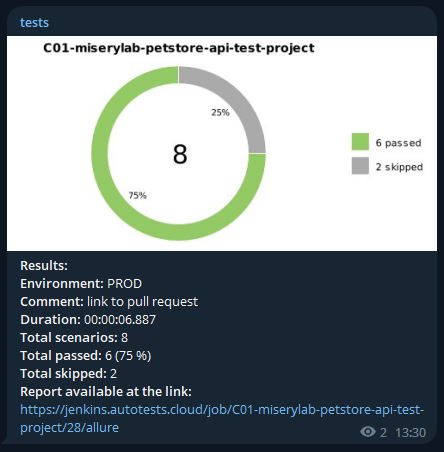 tests
C01-miserylab-petstore-api-test-project
25%
8
75%
6 passed
2 skipped
Results:
Environment: PROD
Comment: link to pull request
Duration: 00:00:06.887
Total scenarios: 8
Total passed: 6 (75 %)
Total skipped: 2
Report available at the link:
https://jenkins.autotests.cloud/job/C01-miserylab-petstore-api-test-
project/28/allure
2 13:30